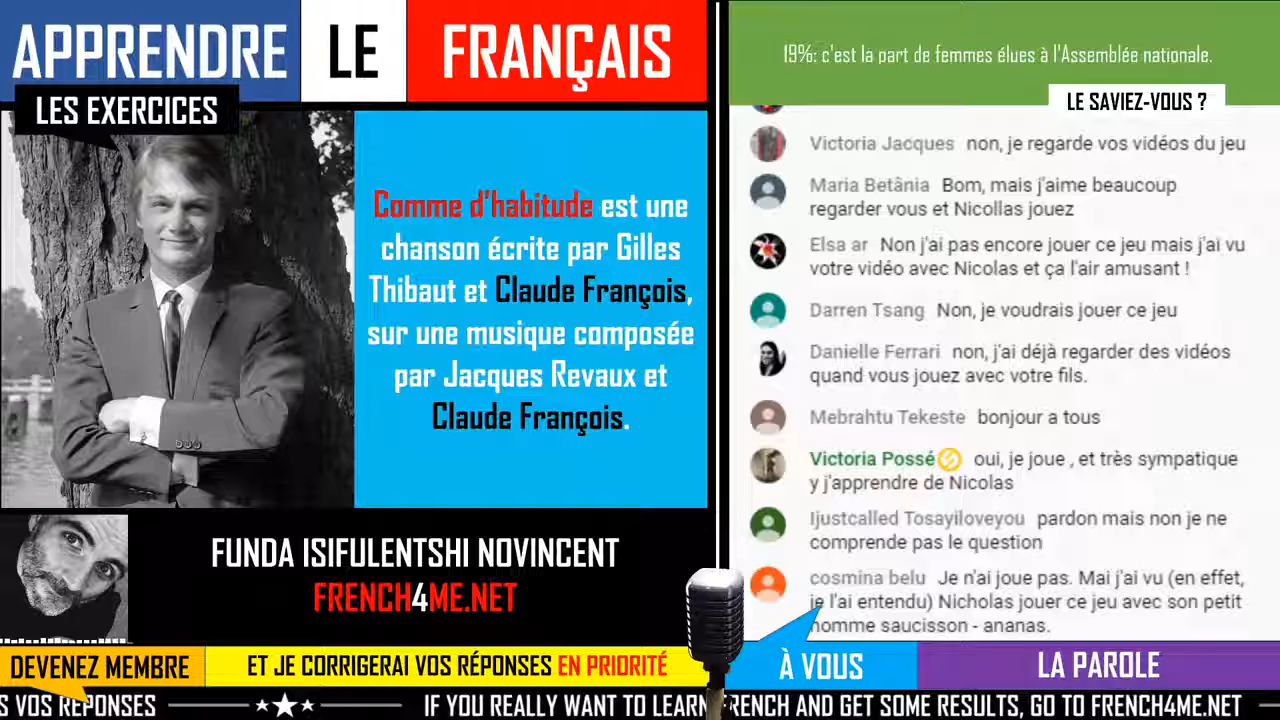 APPRENDRE LE FRANÇAIS
LES EXERCICES
Comme d'habitude est une
chanson écrite par Gilles
Thibaut et Claude François,
sur une musique composée
par Jacques Revaux et
Claude François.
FUNDA ISIFULENTSHI NOVINCENT
FRENCH4ME.NET
19%: c'est la part de femmes élues à l'Assemblée nationale.
LE SAVIEZ-VOUS ?
Victoria Jacques non, je regarde vos vidéos du jeu
Maria Betânia Bom, mais j'aime beaucoup
regarder vous et Nicollas jouez
Elsa ar Non j'ai pas encore jouer ce jeu mais j'ai vu
votre vidéo avec Nicolas et ça l'air amusant !
Darren Tsang Non, je voudrais jouer ce jeu
Danielle Ferrari non, j'ai déjà regarder des vidéos
quand vous jouez avec votre fils.
Mebrahtu Tekeste bonjour a tous
Victoria Possé oui, je joue , et très sympatique
y j'apprendre de Nicolas
Ijustcalled Tosayiloveyou pardon mais non je ne
comprende pas le question
cosmina belu Je n'ai joue pas. Mai j'ai vu (en effet,
je l'ai entendu) Nicholas jouer ce jeu avec son petit
homme saucisson - ananas.
DEVENEZ MEMBRE
ET JE CORRIGERAI VOS RÉPONSES EN PRIORITÉ
À VOUS
LA PAROLE
S VOS RÉPONSES
IF YOU REALLY WANT TO LEARN FRENCH AND GET SOME RESULTS, GO TO FRENCH4ME.NET